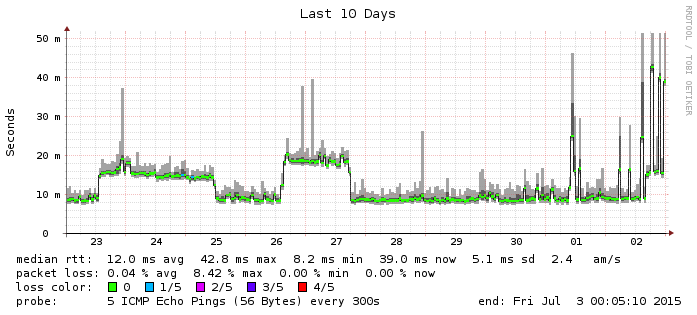 Last 10 Days
RRDTOOL / TOBI OETIKER
Seconds
50 m
40 m
30 m
20 m
10 m
0
23 24 25 26 27 28 29 30 01 02
median rtt: 12.0 ms avg 42.8 ms max 8.2 ms min 39.0 ms now 5.1 ms sd 2.4 am/s
packet loss: 0.04 % avg 8.42 % max 0.00 % min 0.00 % now
loss color: 0 1/5 2/5 3/5 4/5
probe: 5 ICMP Echo Pings (56 Bytes) every 300s end: Fri Jul 3 00:05:10 2015